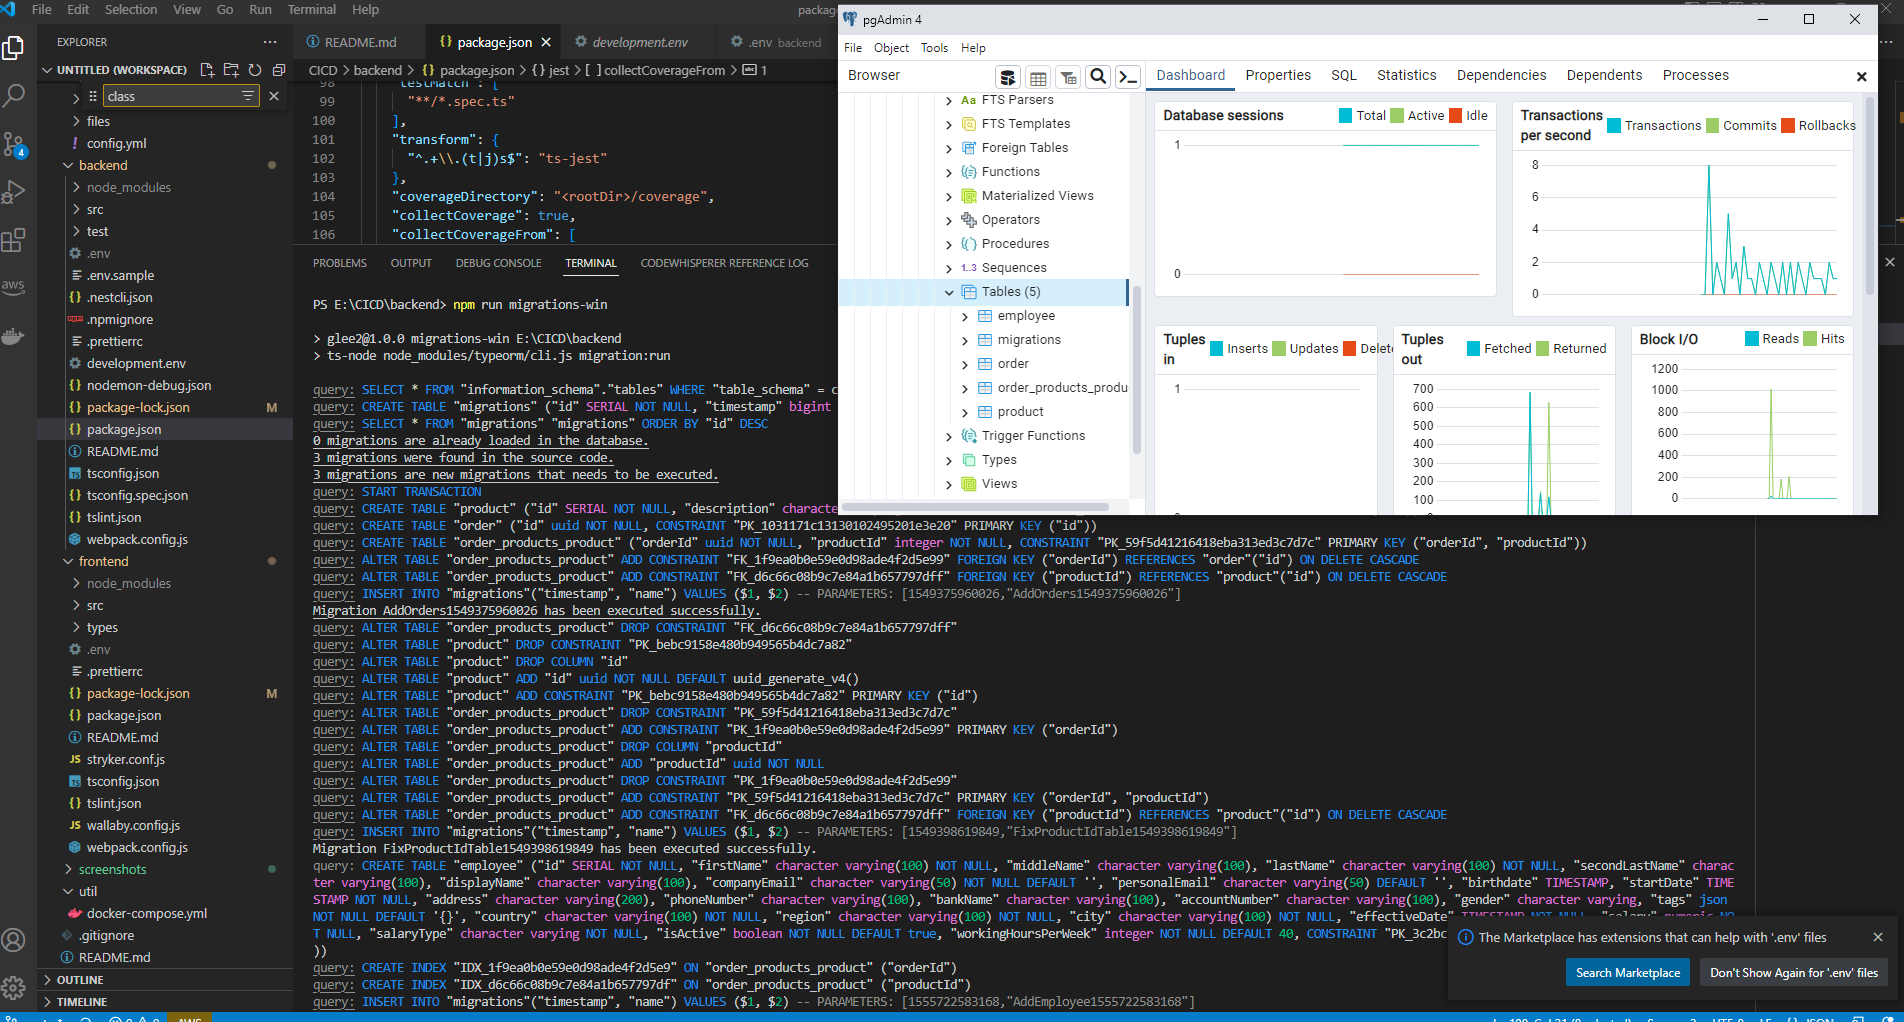 File Edit Selection View Go Run Terminal Help
package
EXPLORER
UNTITLED (WORKSPACE)
class
files
! config.yml
backend
node_modules
src
test
.env
.env.sample
{} .nestcli.json
.npmignore
.prettierrc
development.env
{} nodemon-debug.json
{} package-lock.json M
{} package.json
README.md
tsconfig.json
{} tsconfig.spec.json
{} tslint.json
webpack.config.js
frontend
node_modules
src
types
.env
.prettierrc
{} package-lock.json M
{} package.json
README.md
JS stryker.conf.js
tsconfig.json
{} tslint.json
JS wallaby.config.js
webpack.config.js
screenshots
util
docker-compose.yml
.gitignore
README.md
OUTLINE
TIMELINE
aws
4
README.md {} package.json development.env .env backend
CICD > backend > {} package.json > {} jest > [ ] collectCoverageFrom > abc 1
98 "testMatch": [
99 "**/*.spec.ts"
100 ],
101 "transform": {
102 "^.+\\.(t|j)s$": "ts-jest"
103 },
104 "coverageDirectory": "<rootDir>/coverage",
105 "collectCoverage": true,
106 "collectCoverageFrom": [
PROBLEMS OUTPUT DEBUG CONSOLE TERMINAL CODEWHISPERER REFERENCE LOG
PS E:\CICD\backend> npm run migrations-win
> glee2@1.0.0 migrations-win E:\CICD\backend
> ts-node node_modules/typeorm/cli.js migration:run
query: SELECT * FROM "information_schema"."tables" WHERE "table_schema" = c
query: CREATE TABLE "migrations" ("id" SERIAL NOT NULL, "timestamp" bigint
query: SELECT * FROM "migrations" "migrations" ORDER BY "id" DESC
0 migrations are already loaded in the database.
3 migrations were found in the source code.
3 migrations are new migrations that needs to be executed.
query: START TRANSACTION
query: CREATE TABLE "product" ("id" SERIAL NOT NULL, "description" characte
query: CREATE TABLE "order" ("id" uuid NOT NULL, CONSTRAINT "PK_1031171c13130102495201e3e20" PRIMARY KEY ("id"))
query: CREATE TABLE "order_products_product" ("orderId" uuid NOT NULL, "productId" integer NOT NULL, CONSTRAINT "PK_59f5d41216418eba313ed3c7d7c" PRIMARY KEY ("orderId", "productId"))
query: ALTER TABLE "order_products_product" ADD CONSTRAINT "FK_1f9ea0b0e59e0d98ade4f2d5e99" FOREIGN KEY ("orderId") REFERENCES "order"("id") ON DELETE CASCADE
query: ALTER TABLE "order_products_product" ADD CONSTRAINT "FK_d6c66c08b9c7e84a1b657797dff" FOREIGN KEY ("productId") REFERENCES "product"("id") ON DELETE CASCADE
query: INSERT INTO "migrations"("timestamp", "name") VALUES ($1, $2) -- PARAMETERS: [1549375960026,"AddOrders1549375960026"]
Migration AddOrders1549375960026 has been executed successfully.
query: ALTER TABLE "order_products_product" DROP CONSTRAINT "FK_d6c66c08b9c7e84a1b657797dff"
query: ALTER TABLE "product" DROP CONSTRAINT "PK_bebc9158e480b949565b4dc7a82"
query: ALTER TABLE "product" DROP COLUMN "id"
query: ALTER TABLE "product" ADD "id" uuid NOT NULL DEFAULT uuid_generate_v4()
query: ALTER TABLE "product" ADD CONSTRAINT "PK_bebc9158e480b949565b4dc7a82" PRIMARY KEY ("id")
query: ALTER TABLE "order_products_product" DROP CONSTRAINT "PK_59f5d41216418eba313ed3c7d7c"
query: ALTER TABLE "order_products_product" ADD CONSTRAINT "PK_1f9ea0b0e59e0d98ade4f2d5e99" PRIMARY KEY ("orderId")
query: ALTER TABLE "order_products_product" DROP COLUMN "productId"
query: ALTER TABLE "order_products_product" ADD "productId" uuid NOT NULL
query: ALTER TABLE "order_products_product" DROP CONSTRAINT "PK_1f9ea0b0e59e0d98ade4f2d5e99"
query: ALTER TABLE "order_products_product" ADD CONSTRAINT "PK_59f5d41216418eba313ed3c7d7c" PRIMARY KEY ("orderId", "productId")
query: ALTER TABLE "order_products_product" ADD CONSTRAINT "FK_d6c66c08b9c7e84a1b657797dff" FOREIGN KEY ("productId") REFERENCES "product"("id") ON DELETE CASCADE
query: INSERT INTO "migrations"("timestamp", "name") VALUES ($1, $2) -- PARAMETERS: [1549398619849,"FixProductIdTable1549398619849"]
Migration FixProductIdTable1549398619849 has been executed successfully.
query: CREATE TABLE "employee" ("id" SERIAL NOT NULL, "firstName" character varying(100) NOT NULL, "middleName" character varying(100), "lastName" character varying(100) NOT NULL, "secondLastName" charac
ter varying(100), "displayName" character varying(100), "companyEmail" character varying(50) NOT NULL DEFAULT '', "personalEmail" character varying(50) DEFAULT '', "birthdate" TIMESTAMP, "startDate" TIME
STAMP NOT NULL, "address" character varying(200), "phoneNumber" character varying(100), "bankName" character varying(100), "accountNumber" character varying(100), "gender" character varying, "tags" json
NOT NULL DEFAULT '{}', "country" character varying(100) NOT NULL, "region" character varying(100) NOT NULL, "city" character varying(100) NOT NULL, "effectiveDate" TIMESTAMP NOT NULL, "salary" numeric NO
T NULL, "salaryType" character varying NOT NULL, "isActive" boolean NOT NULL DEFAULT true, "workingHoursPerWeek" integer NOT NULL DEFAULT 40, CONSTRAINT "PK_3c2bc
))
query: CREATE INDEX "IDX_1f9ea0b0e59e0d98ade4f2d5e9" ON "order_products_product" ("orderId")
query: CREATE INDEX "IDX_d6c66c08b9c7e84a1b657797df" ON "order_products_product" ("productId")
query: INSERT INTO "migrations"("timestamp", "name") VALUES ($1, $2) -- PARAMETERS: [1555722583168,"AddEmployee1555722583168"]
pgAdmin 4
File Object Tools Help
Browser
Dashboard Properties SQL Statistics Dependencies Dependents Processes
FTS Parsers
FTS Templates
Foreign Tables
Functions
Materialized Views
Operators
Procedures
1..3 Sequences
Tables (5)
employee
migrations
order
order_products_produ
product
Trigger Functions
Types
Views
Database sessions Total Active Idle
1
0
Transactions per second Transactions Commits Rollbacks
8
6
4
2
0
Tuples in Inserts Updates Delete
1
Tuples out Fetched Returned
700
600
500
400
300
200
100
Block I/O Reads Hits
1200
1000
800
600
400
200
0
The Marketplace has extensions that can help with '.env' files
Search Marketplace Don't Show Again for '.env' files
AWS